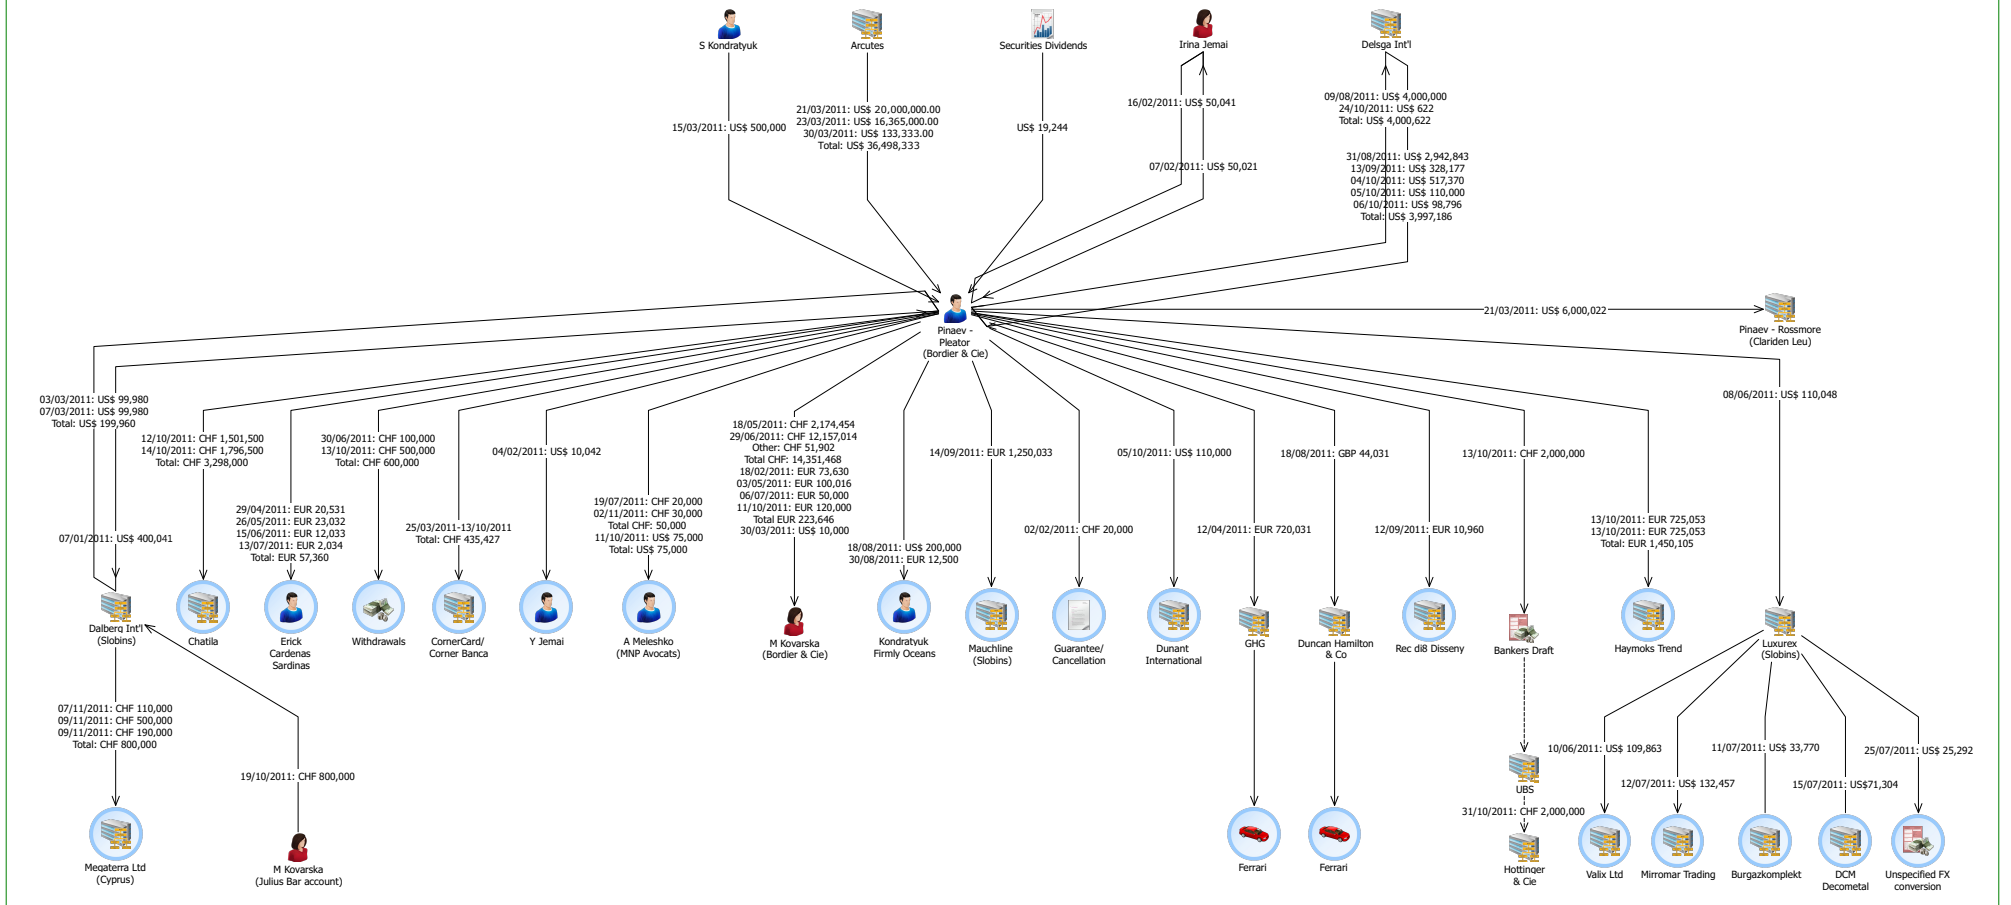 S Kondratyuk
Arcutes
Securities Dividends
Irina Jemai
Delsga Int'l
15/03/2011: US$ 500,000
21/03/2011: US$ 20,000,000.00
23/03/2011: US$ 16,365,000.00
30/03/2011: US$ 133,333.00
Total: US$ 36,498,333
US$ 19,244
16/02/2011: US$ 50,041
07/02/2011: US$ 50,021
09/08/2011: US$ 4,000,000
24/10/2011: US$ 622
Total: US$ 4,000,622
31/08/2011: US$ 2,942,843
13/09/2011: US$ 328,177
04/10/2011: US$ 517,370
05/10/2011: US$ 110,000
06/10/2011: US$ 98,796
Total: US$ 3,997,186
Pinaev -
Pleator
(Bordier & Cie)
21/03/2011: US$ 6,000,022
Pinaev - Rossmore
(Clariden Leu)
03/03/2011: US$ 99,980
07/03/2011: US$ 99,980
Total: US$ 199,960
07/01/2011: US$ 400,041
12/10/2011: CHF 1,501,500
14/10/2011: CHF 1,796,500
Total: CHF 3,298,000
29/04/2011: EUR 20,531
26/05/2011: EUR 23,032
15/06/2011: EUR 12,033
13/07/2011: EUR 2,034
Total: EUR 57,360
30/06/2011: CHF 100,000
13/10/2011: CHF 500,000
Total: CHF 600,000
25/03/2011-13/10/2011
Total: CHF 435,427
04/02/2011: US$ 10,042
19/07/2011: CHF 20,000
02/11/2011: CHF 30,000
Total CHF: 50,000
11/10/2011: US$ 75,000
Total: US$ 75,000
18/05/2011: CHF 2,174,454
29/06/2011: CHF 12,157,014
Other: CHF 51,902
Total CHF: 14,351,468
18/02/2011: EUR 73,630
03/05/2011: EUR 100,016
06/07/2011: EUR 50,000
11/10/2011: EUR 120,000
Total EUR 223,646
30/03/2011: US$ 10,000
18/08/2011: US$ 200,000
30/08/2011: EUR 12,500
14/09/2011: EUR 1,250,033
02/02/2011: CHF 20,000
05/10/2011: US$ 110,000
12/04/2011: EUR 720,031
18/08/2011: GBP 44,031
12/09/2011: EUR 10,960
13/10/2011: CHF 2,000,000
13/10/2011: EUR 725,053
13/10/2011: EUR 725,053
Total: EUR 1,450,105
08/06/2011: US$ 110,048
Dalberg Int'l
(Slobins)
Chatila
Erick
Cardenas
Sardinas
Withdrawals
CornerCard/
Corner Banca
Y Jemai
A Meleshko
(MNP Avocats)
M Kovarska
(Bordier & Cie)
Kondratyuk
Firmly Oceans
Mauchline
(Slobins)
Guarantee/
Cancellation
Dunant
International
GHG
Duncan Hamilton
& Co
Rec di8 Disseny
Bankers Draft
Haymoks Trend
Luxurex
(Slobins)
07/11/2011: CHF 110,000
09/11/2011: CHF 500,000
09/11/2011: CHF 190,000
Total: CHF 800,000
19/10/2011: CHF 800,000
10/06/2011: US$ 109,863
12/07/2011: US$ 132,457
11/07/2011: US$ 33,770
15/07/2011: US$71,304
25/07/2011: US$ 25,292
UBS
31/10/2011: CHF 2,000,000
Megaterra Ltd
(Cyprus)
M Kovarska
(Julius Bar account)
Ferrari
Ferrari
Hottinger
& Cie
Valix Ltd
Mirromar Trading
Burgazkomplekt
DCM
Decometal
Unspecified FX
conversion